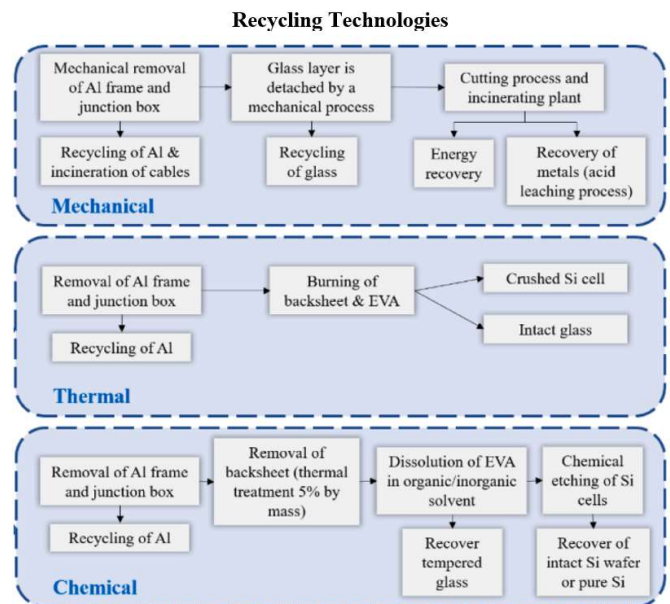 Recycling Technologies
Mechanical removal
of Al frame and
junction box
Glass layer is
detached by a
mechanical process
Cutting process and
incinerating plant
Recycling of Al &
incineration of cables
Recycling
of glass
Energy
recovery
Recovery of
metals (acid
leaching process)
Mechanical
Removal of Al frame
and junction box
Burning of
backsheet & EVA
Crushed Si cell
Intact glass
Recycling of Al
Thermal
Removal of Al frame
and junction box
Removal of
backsheet (thermal
treatment 5% by
mass)
Dissolution of EVA
in organic/inorganic
solvent
Chemical
etching of Si
cells
Recycling of Al
Recover
tempered
glass
Recover of
intact Si wafer
or pure Si
Chemical